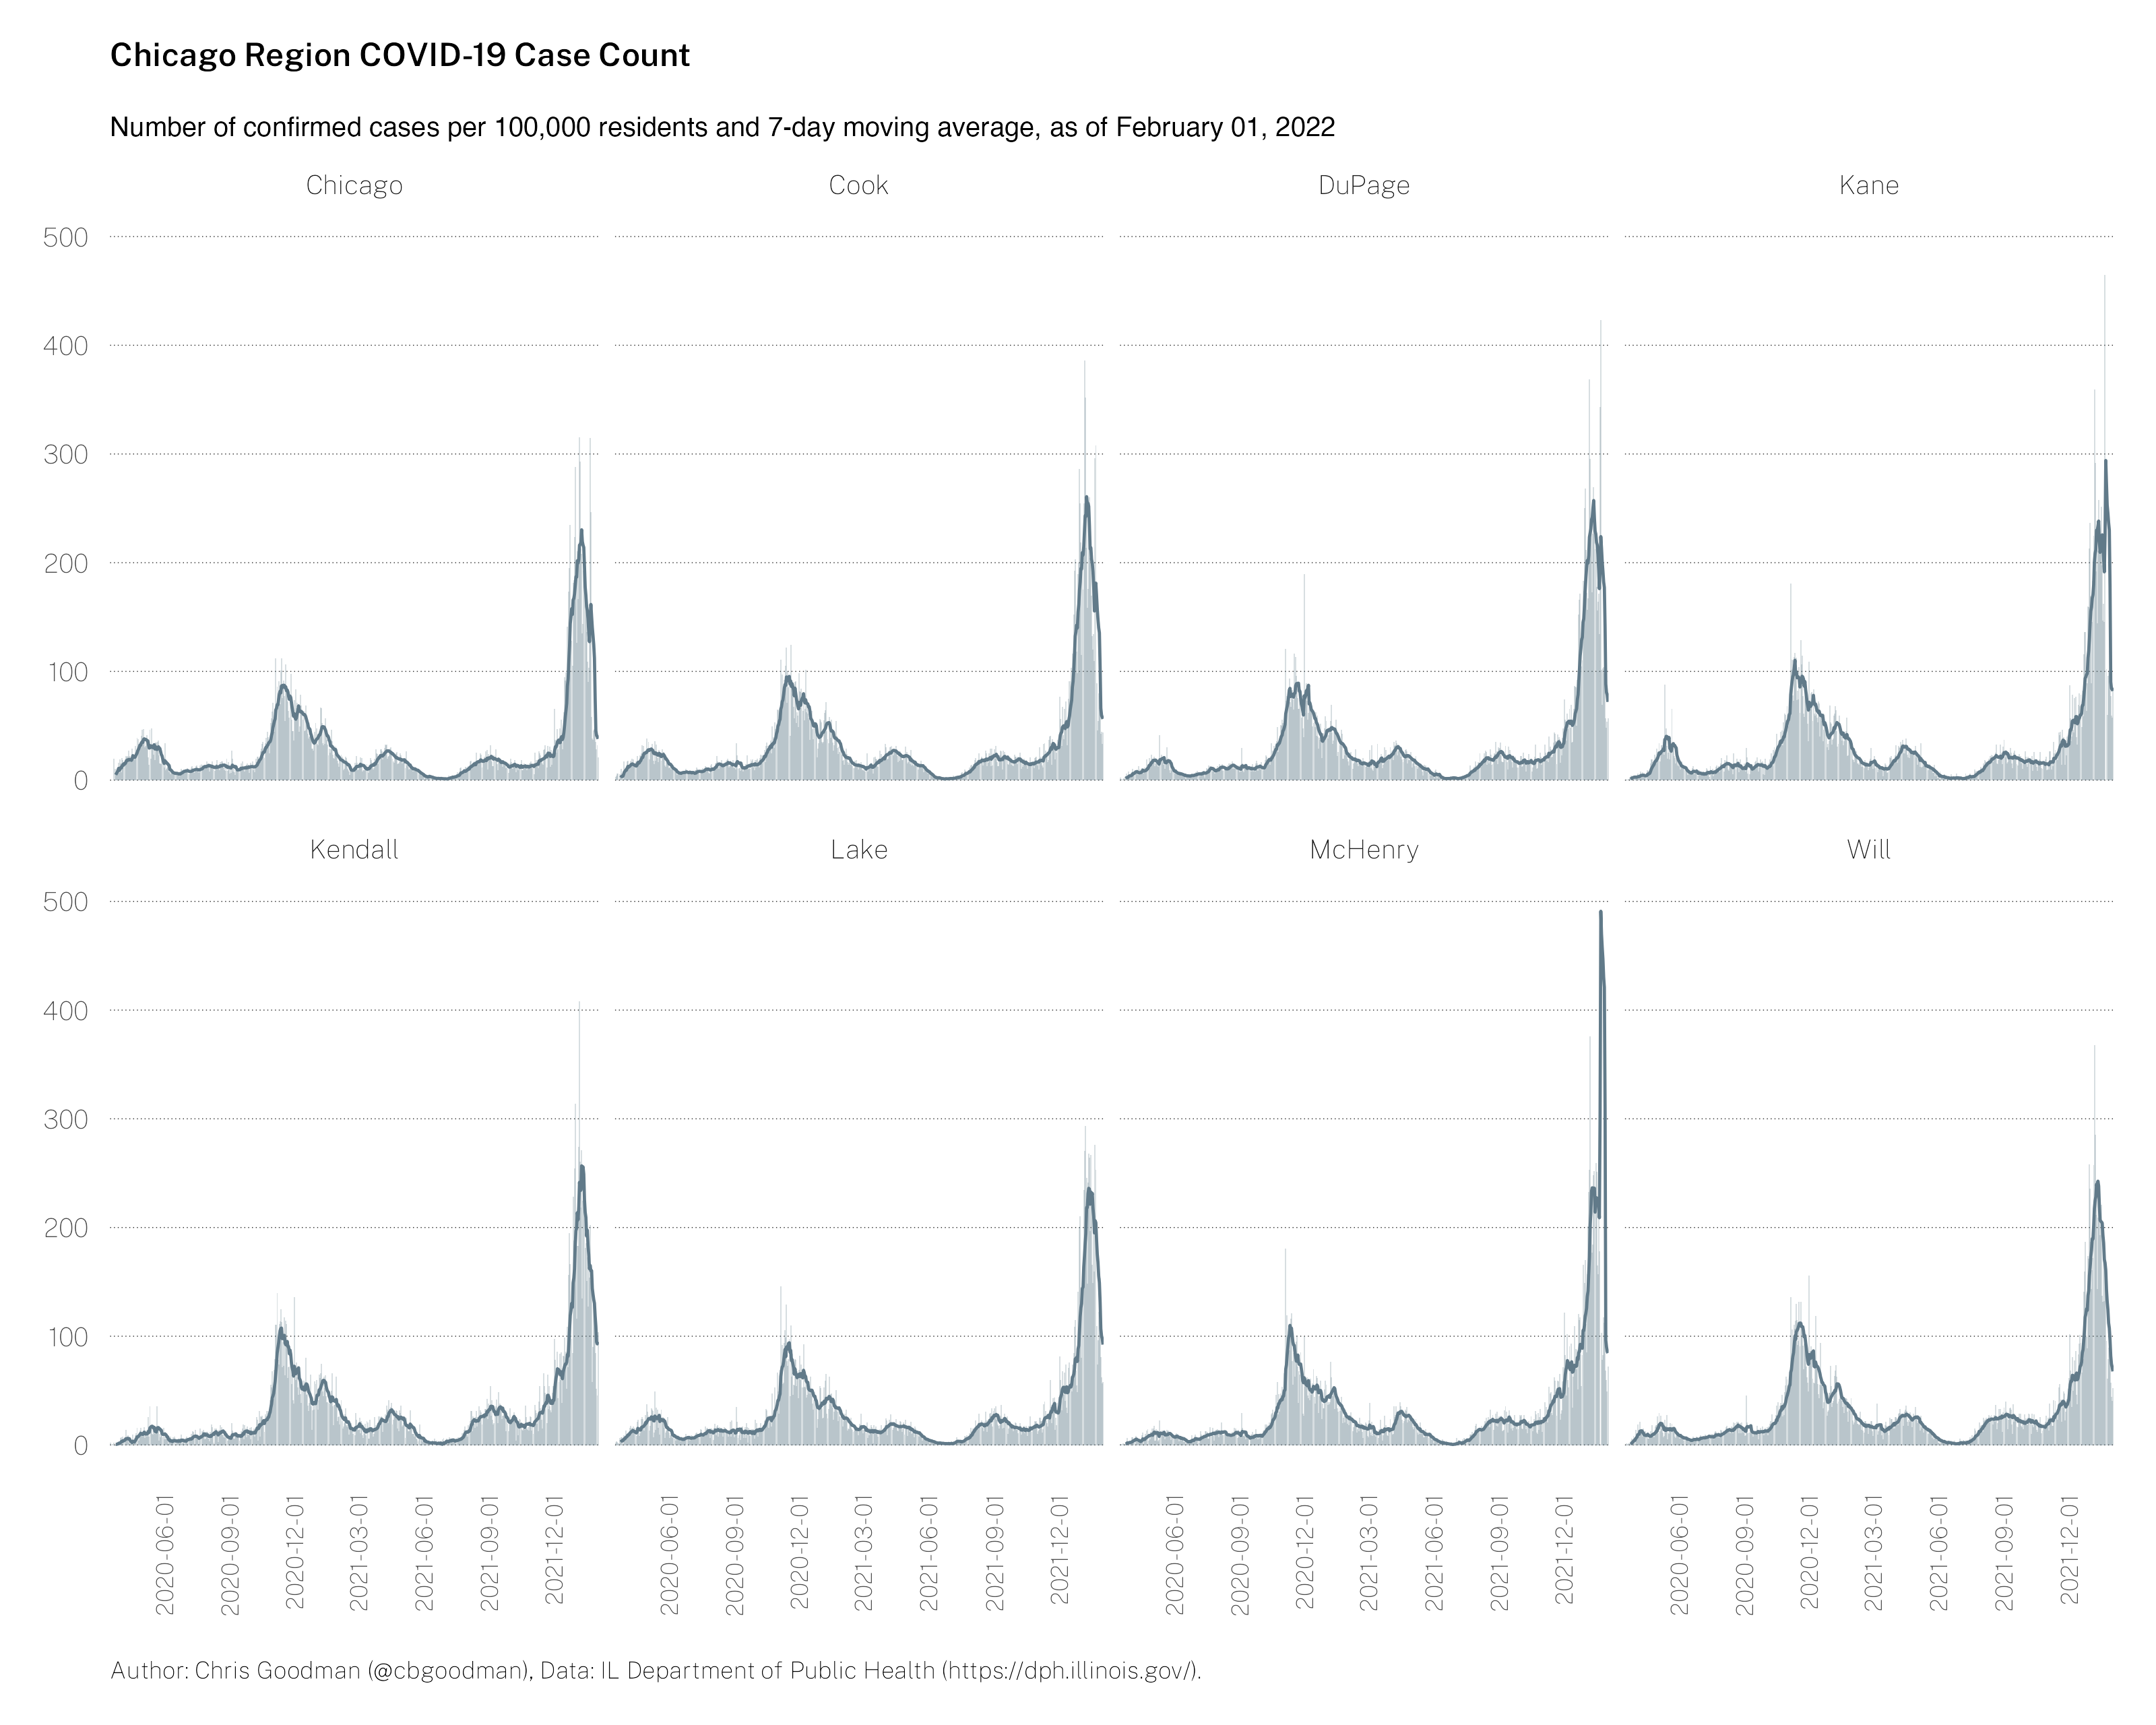 Chicago Region COVID-19 Case Count
Number of confirmed cases per 100,000 residents and 7-day moving average, as of February 01, 2022
Chicago Cook DuPage Kane
500
400
300
200
100
0
Kendall Lake McHenry Will
500
400
300
200
100
0
2020-06-01 2020-09-01 2020-12-01 2021-03-01 2021-06-01 2021-09-01 2021-12-01 2020-06-01 2020-09-01 2020-12-01 2021-03-01 2021-06-01 2021-09-01 2021-12-01 2020-06-01 2020-09-01 2020-12-01 2021-03-01 2021-06-01 2021-09-01 2021-12-01 2020-06-01 2020-09-01 2020-12-01 2021-03-01 2021-06-01 2021-09-01 2021-12-01
Author: Chris Goodman (@cbgoodman), Data: IL Department of Public Health (https://dph.illinois.gov/).